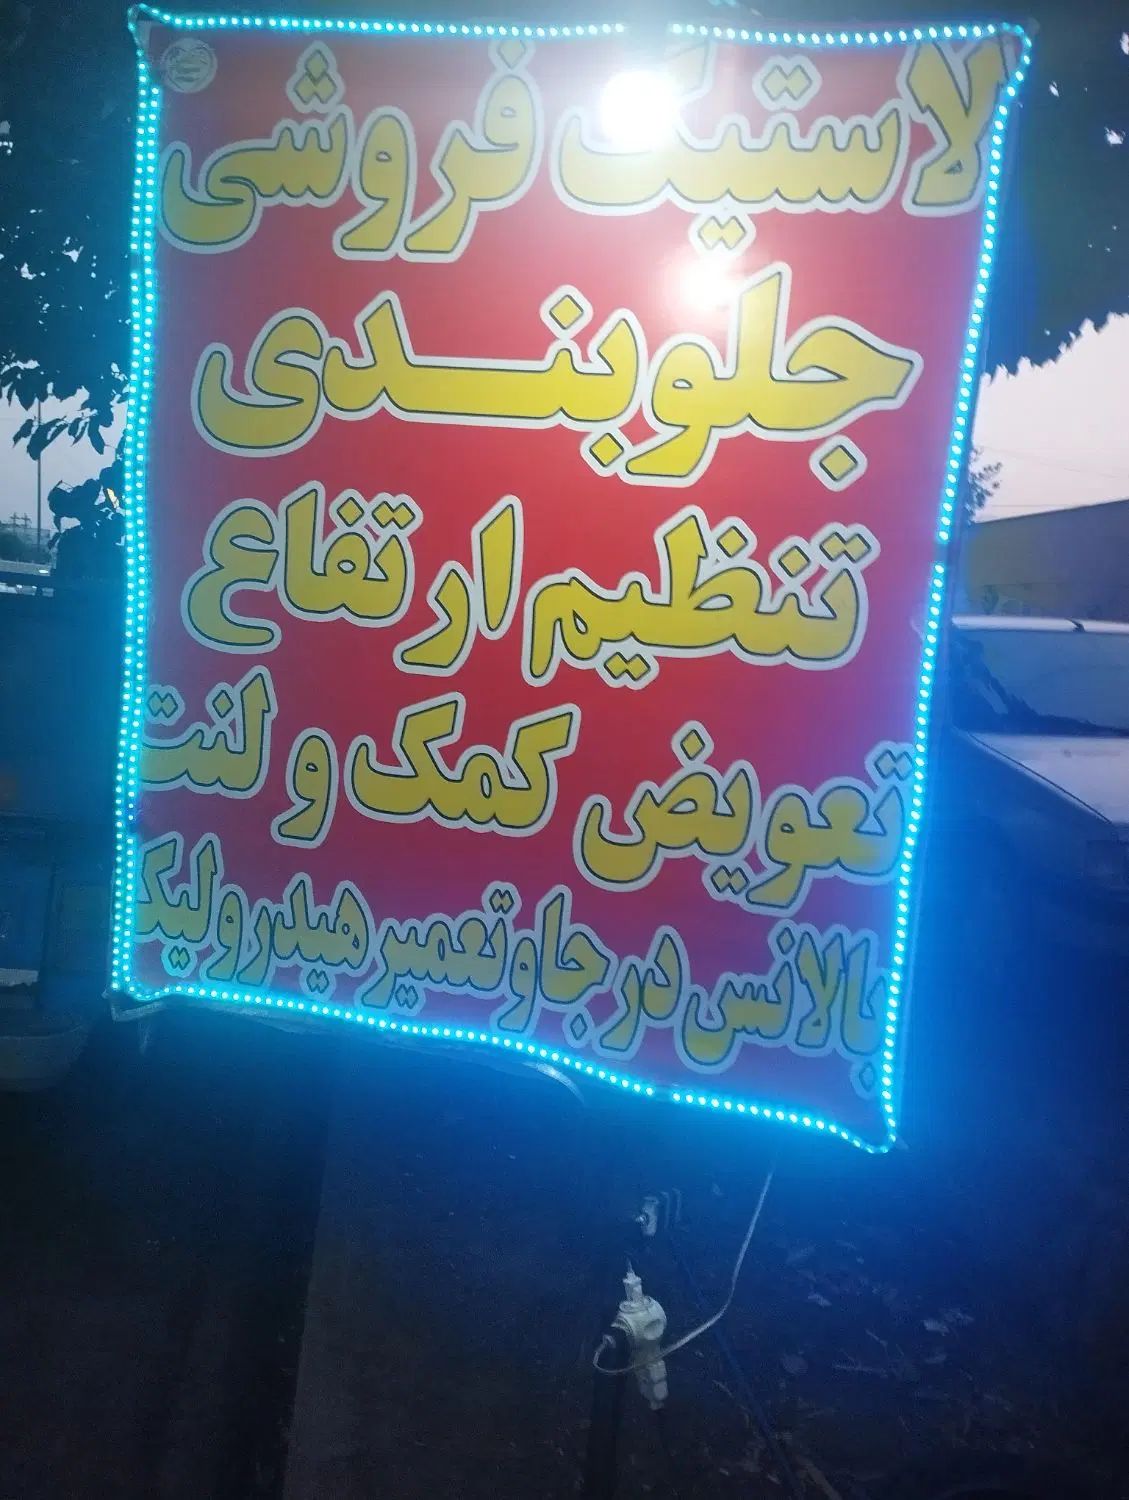 لاستیک فروشی
جلوبندی
تنظیم ارتفاع
تعویض کمک و لنت
بالانس درجا و تعمیر هیدرولیک